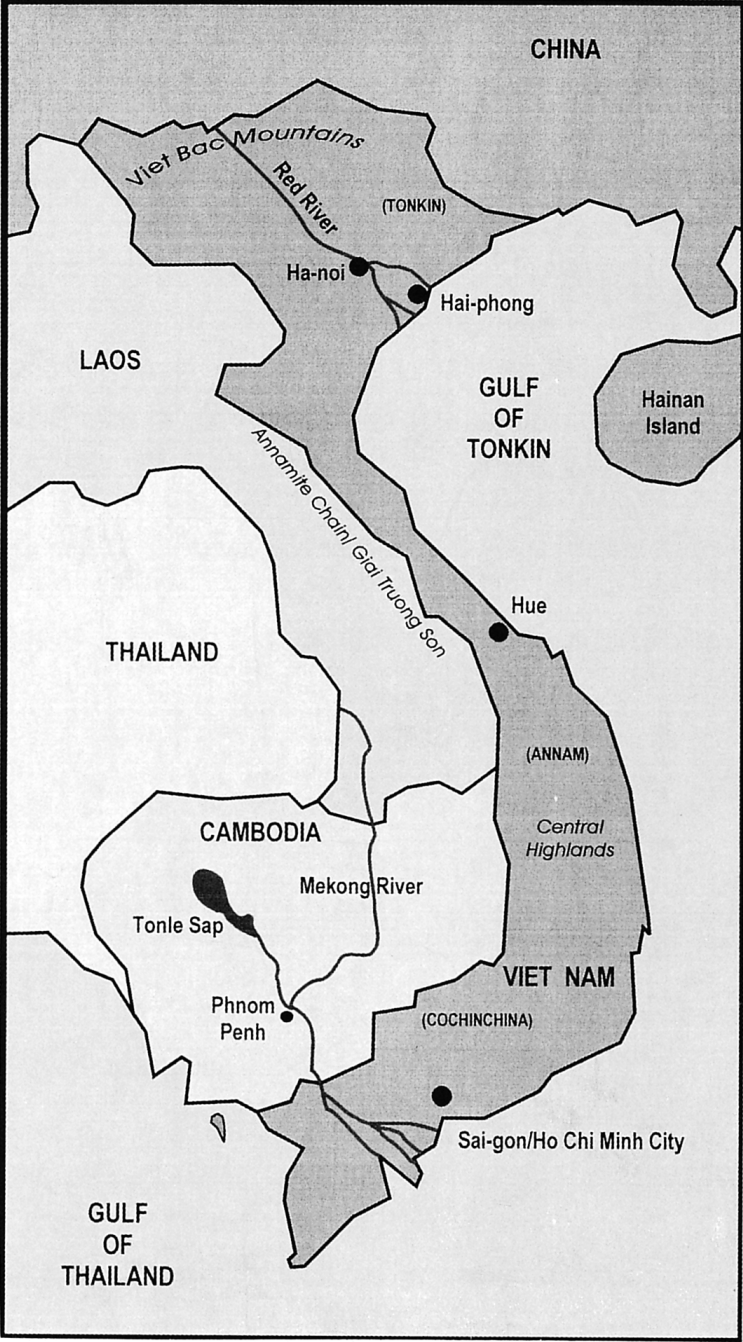 CHINA
Viet Bac Mountains
Red River
(TONKIN)
Ha-noi
Hai-phong
LAOS
GULF
OF
TONKIN
Hainan
Island
Annamite Chain/ Giai Truong Son
Hue
THAILAND
(ANNAM)
CAMBODIA
Central
Highlands
Mekong River
Tonle Sap
VIET NAM
Phnom
Penh
(COCHINCHINA)
Sai-gon/Ho Chi Minh City
GULF
OF
THAILAND